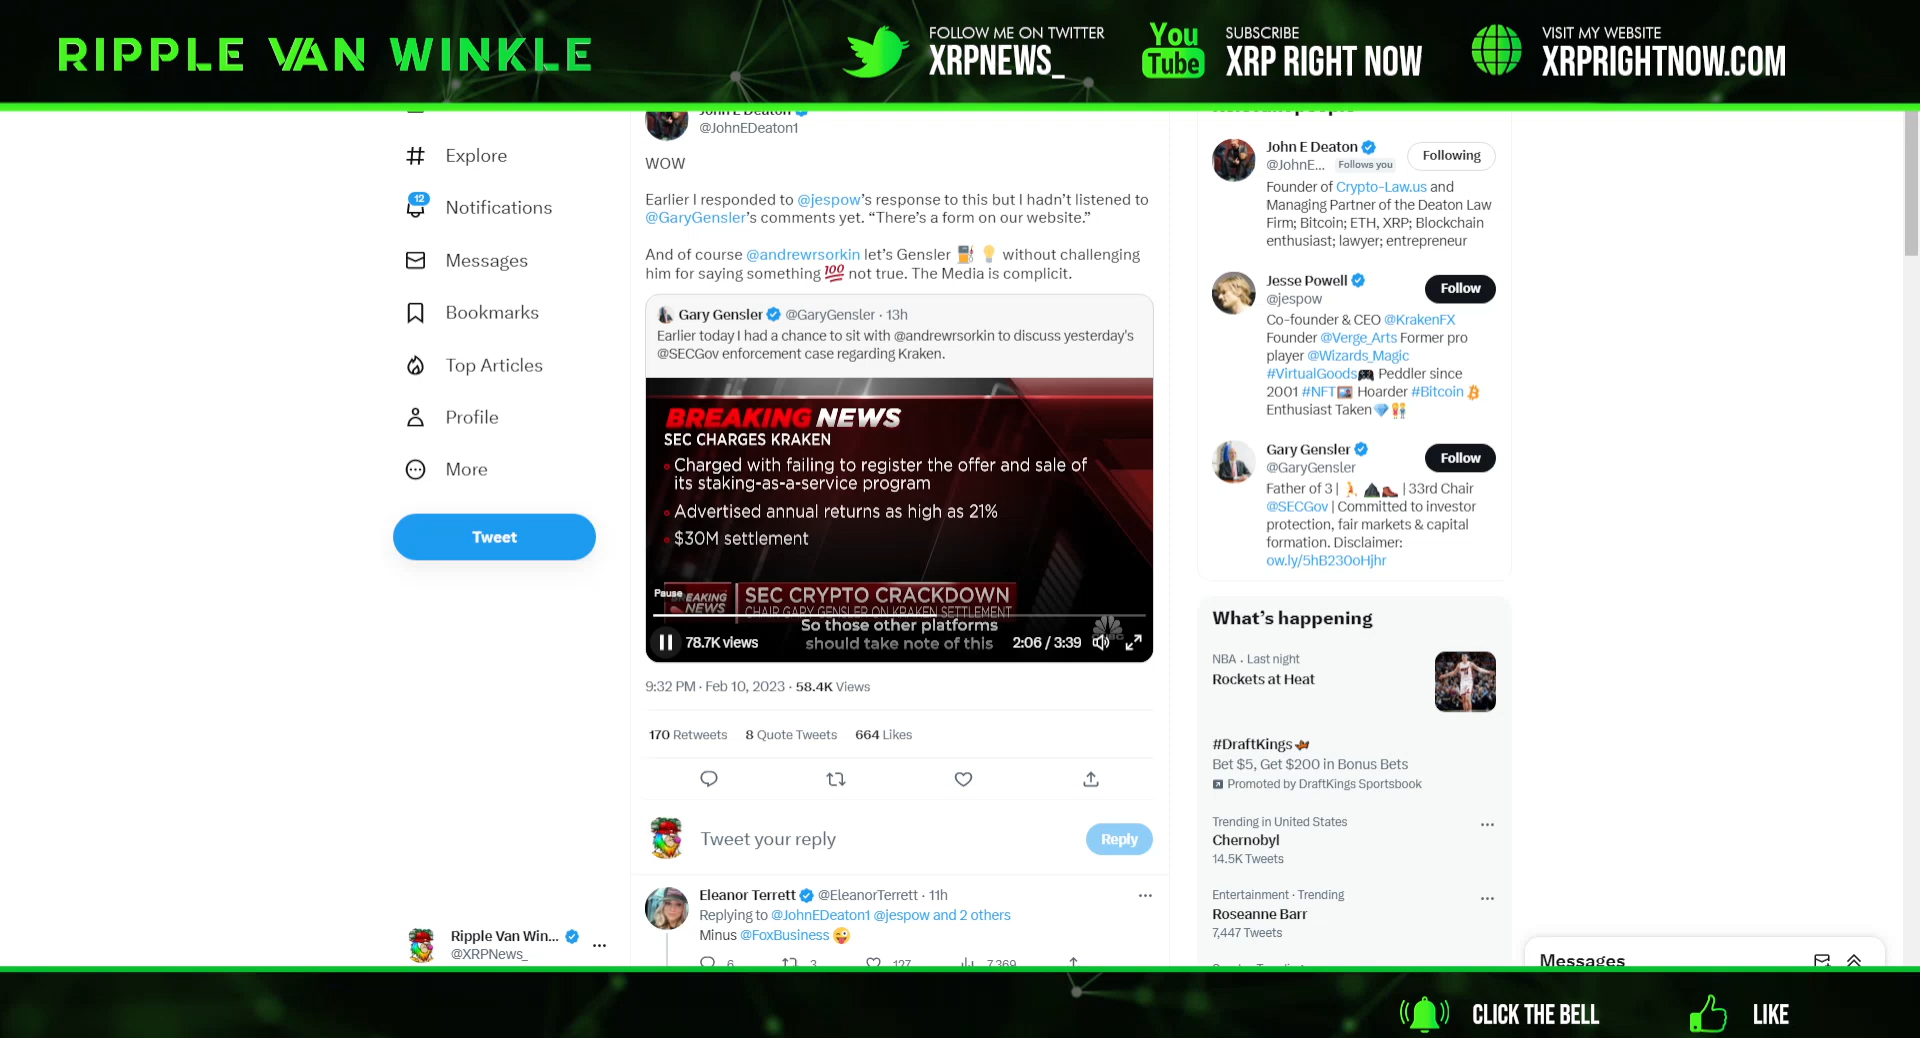 RIPPLE VAN WINKLE
FOLLOW ME ON TWITTER
XRPNEWS_
You
Tube
SUBSCRIBE
XRP RIGHT NOW
VISIT MY WEBSITE
XRPRIGHTNOW.COM
Explore
12
Notifications
Messages
Bookmarks
Top Articles
Profile
More
Tweet
Ripple Van Win...
@XRPNews_
John E Deaton
@JohnEDeaton1
WOW
Earlier I responded to @jespow's response to this but I hadn't listened to
@GaryGensler's comments yet. “There's a form on our website.”
And of course @andrewrsorkin let's Gensler ⛽ 💡 without challenging
him for saying something 💯 not true. The Media is complicit.
Gary Gensler @GaryGensler · 13h
Earlier today I had a chance to sit with @andrewrsorkin to discuss yesterday's
@SECGov enforcement case regarding Kraken.
BREAKING NEWS
SEC CHARGES KRAKEN
• Charged with failing to register the offer and sale of
its staking-as-a-service program
• Advertised annual returns as high as 21%
• $30M settlement
Pause
BREAKING
NEWS
SEC CRYPTO CRACKDOWN
CHAIR GARY GENSLER ON KRAKEN SETTLEMENT
So those other platforms
should take note of this
78.7K views
2:06 / 3:39
9:32 PM · Feb 10, 2023 · 58.4K Views
170 Retweets 8 Quote Tweets 664 Likes
Tweet your reply
Reply
Eleanor Terrett @EleanorTerrett · 11h
Replying to @JohnEDeaton1 @jespow and 2 others
Minus @FoxBusiness 😜
6 3 127 7,369
John E Deaton
@JohnE... Follows you
Following
Founder of Crypto-Law.us and
Managing Partner of the Deaton Law
Firm; Bitcoin; ETH, XRP; Blockchain
enthusiast; lawyer; entrepreneur
Jesse Powell
@jespow
Follow
Co-founder & CEO @KrakenFX
Founder @Verge_Arts Former pro
player @Wizards_Magic
#VirtualGoods🎮 Peddler since
2001 #NFT🖼 Hoarder #Bitcoin
Enthusiast Taken💎👫
Gary Gensler
@GaryGensler
Follow
Father of 3 | | 33rd Chair
@SECGov | Committed to investor
protection, fair markets & capital
formation. Disclaimer:
ow.ly/5hB230oHjhr
What's happening
NBA · Last night
Rockets at Heat
#DraftKings
Bet $5, Get $200 in Bonus Bets
Promoted by DraftKings Sportsbook
Trending in United States
Chernobyl
14.5K Tweets
Entertainment · Trending
Roseanne Barr
7,447 Tweets
Messages
CLICK THE BELL
LIKE